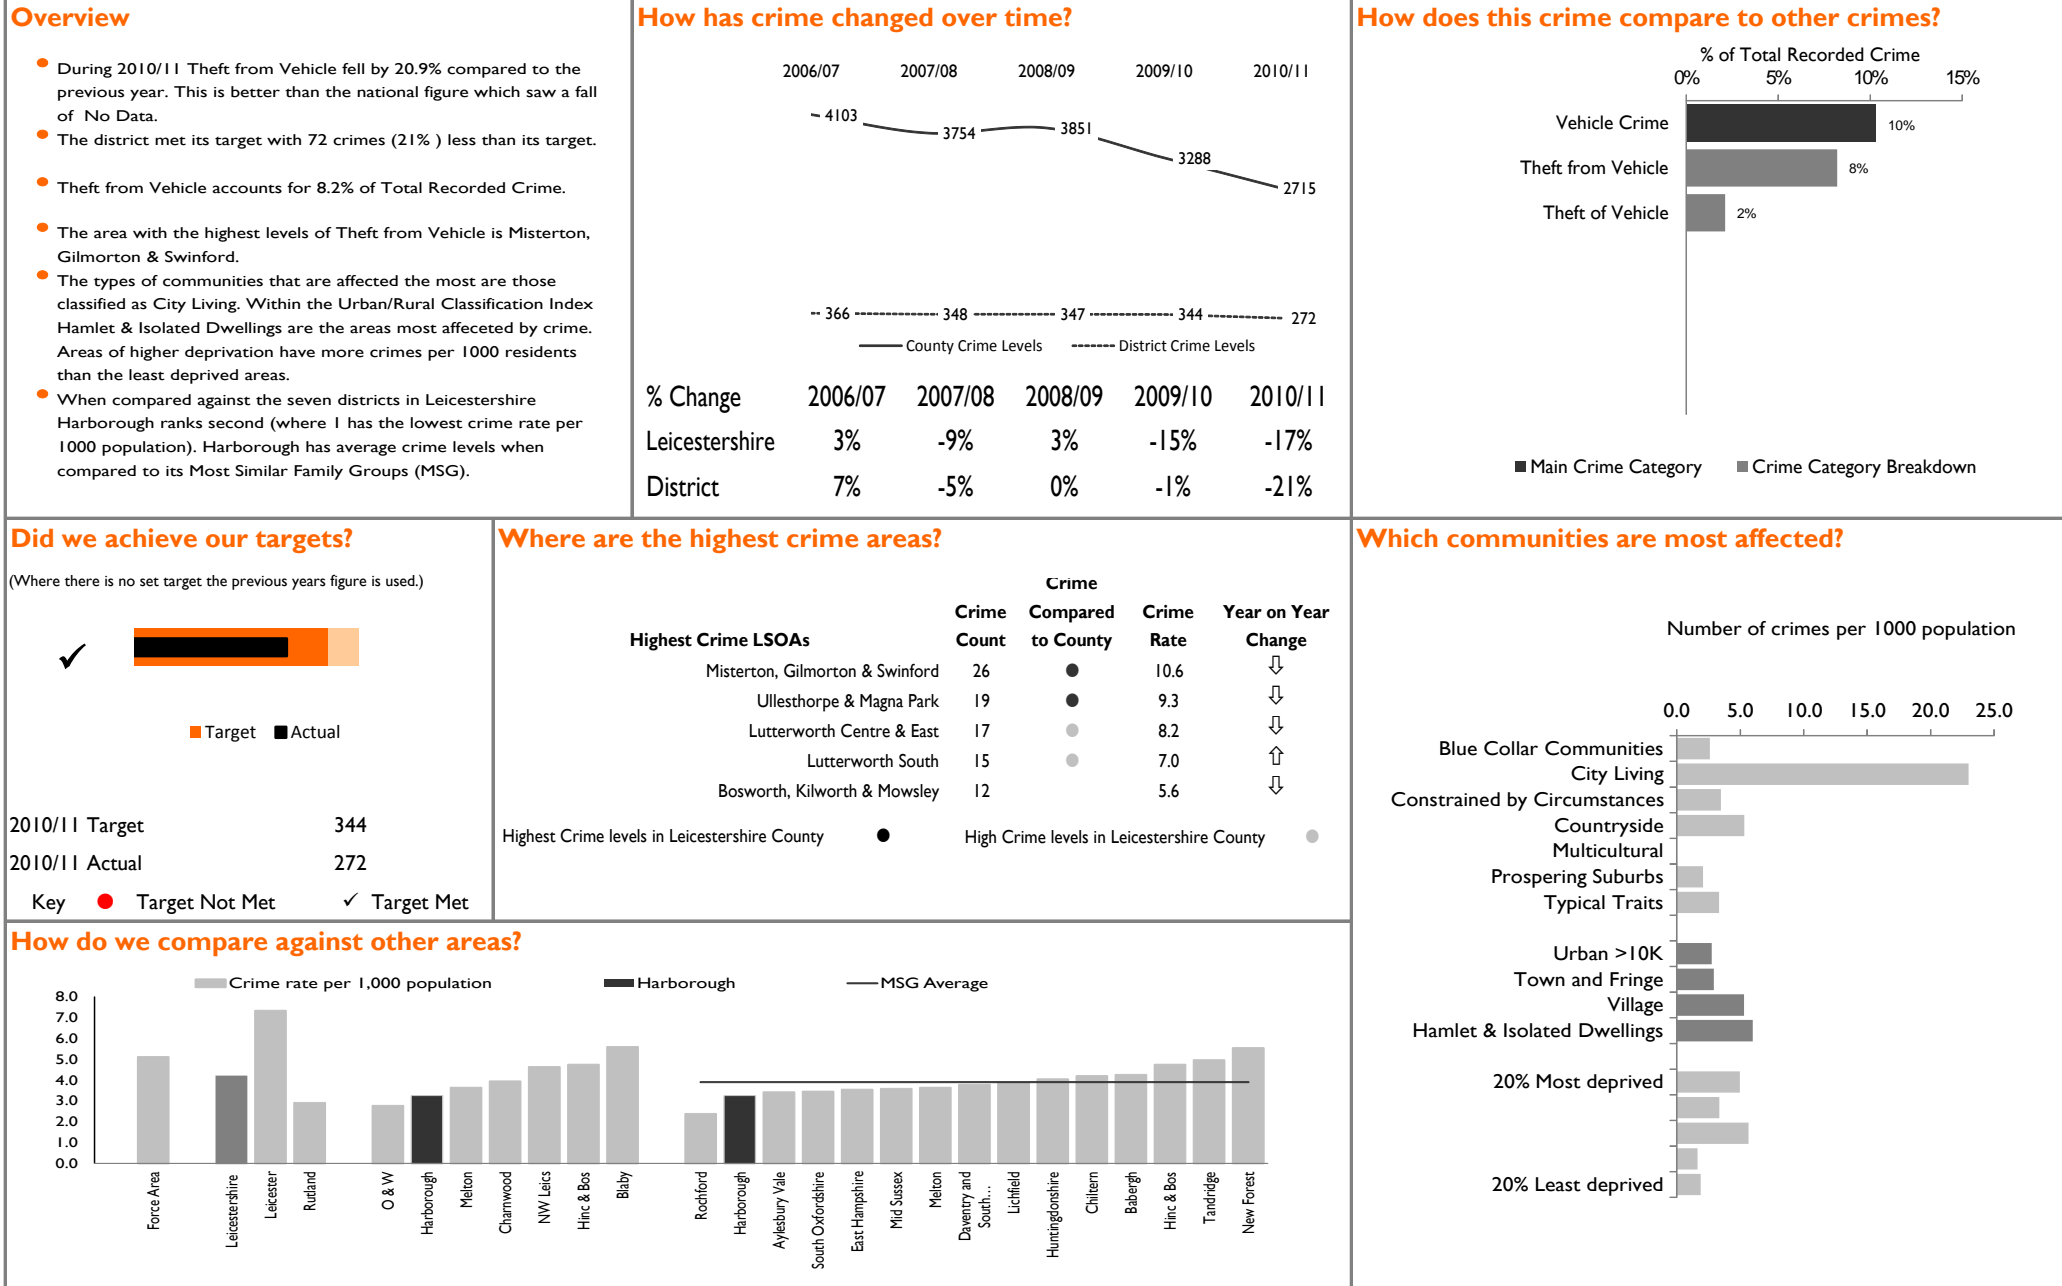 Overview
During 2010/11 Theft from Vehicle fell by 20.9% compared to the
previous year. This is better than the national figure which saw a fall
of No Data.
The district met its target with 72 crimes (21% ) less than its target.
Theft from Vehicle accounts for 8.2% of Total Recorded Crime.
The area with the highest levels of Theft from Vehicle is Misterton,
Gilmorton & Swinford.
The types of communities that are affected the most are those
classified as City Living. Within the Urban/Rural Classification Index
Hamlet & Isolated Dwellings are the areas most affeceted by crime.
Areas of higher deprivation have more crimes per 1000 residents
than the least deprived areas.
When compared against the seven districts in Leicestershire
Harborough ranks second (where 1 has the lowest crime rate per
1000 population). Harborough has average crime levels when
compared to its Most Similar Family Groups (MSG).
How has crime changed over time?
2006/07 2007/08 2008/09 2009/10 2010/11
4103 3754 3851 3288 2715
366 348 347 344 272
County Crime Levels District Crime Levels
% Change 2006/07 2007/08 2008/09 2009/10 2010/11
Leicestershire 3% -9% 3% -15% -17%
District 7% -5% 0% -1% -21%
How does this crime compare to other crimes?
% of Total Recorded Crime
0% 5% 10% 15%
Vehicle Crime 10%
Theft from Vehicle 8%
Theft of Vehicle 2%
Main Crime Category Crime Category Breakdown
Did we achieve our targets?
(Where there is no set target the previous years figure is used.)
✓
Target Actual
2010/11 Target 344
2010/11 Actual 272
Key Target Not Met ✓ Target Met
Where are the highest crime areas?
Crime
Crime Compared Crime Year on Year
Highest Crime LSOAs Count to County Rate Change
Misterton, Gilmorton & Swinford 26 10.6 ⇩
Ullesthorpe & Magna Park 19 9.3 ⇩
Lutterworth Centre & East 17 8.2 ⇩
Lutterworth South 15 7.0 ⇧
Bosworth, Kilworth & Mowsley 12 5.6 ⇩
Highest Crime levels in Leicestershire County High Crime levels in Leicestershire County
Which communities are most affected?
Number of crimes per 1000 population
0.0 5.0 10.0 15.0 20.0 25.0
Blue Collar Communities
City Living
Constrained by Circumstances
Countryside
Multicultural
Prospering Suburbs
Typical Traits
Urban >10K
Town and Fringe
Village
Hamlet & Isolated Dwellings
20% Most deprived
20% Least deprived
How do we compare against other areas?
Crime rate per 1,000 population Harborough MSG Average
8.0
7.0
6.0
5.0
4.0
3.0
2.0
1.0
0.0
Force Area
Leicestershire
Leicester
Rutland
O & W
Harborough
Melton
Charnwood
NW Leics
Hinc & Bos
Blaby
Rochford
Harborough
Aylesbury Vale
South Oxfordshire
East Hampshire
Mid Sussex
Melton
Daventry and
South...
Lichfield
Huntingdonshire
Chiltern
Babergh
Hinc & Bos
Tandridge
New Forest